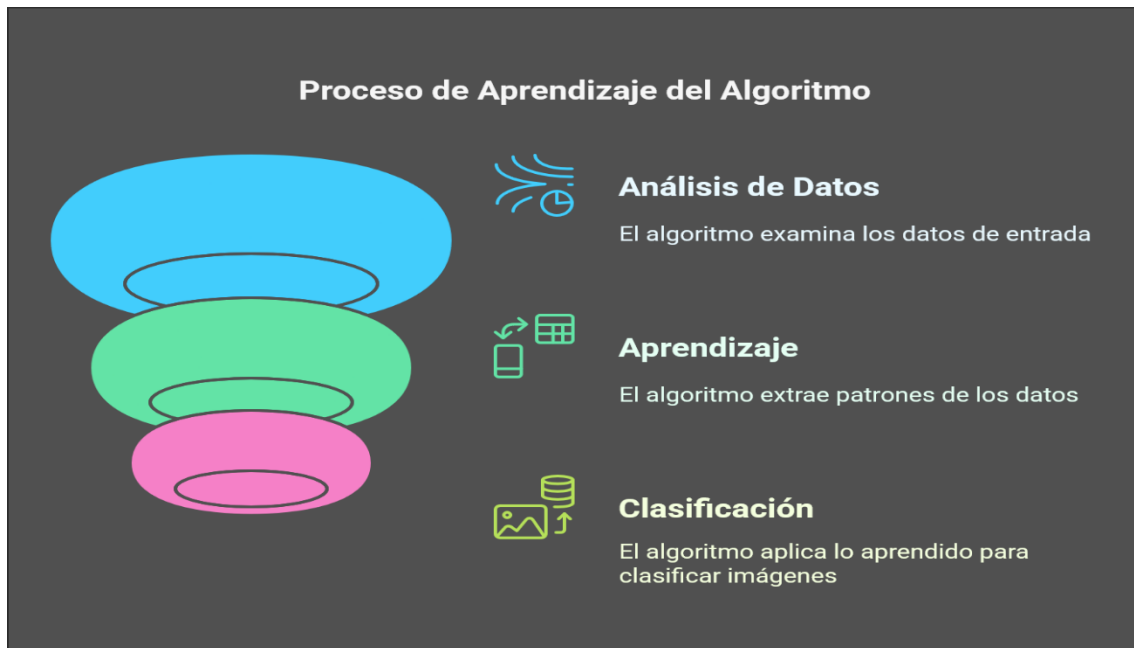 Proceso de Aprendizaje del Algoritmo
Análisis de Datos
El algoritmo examina los datos de entrada
Aprendizaje
El algoritmo extrae patrones de los datos
Clasificación
El algoritmo aplica lo aprendido para
clasificar imágenes